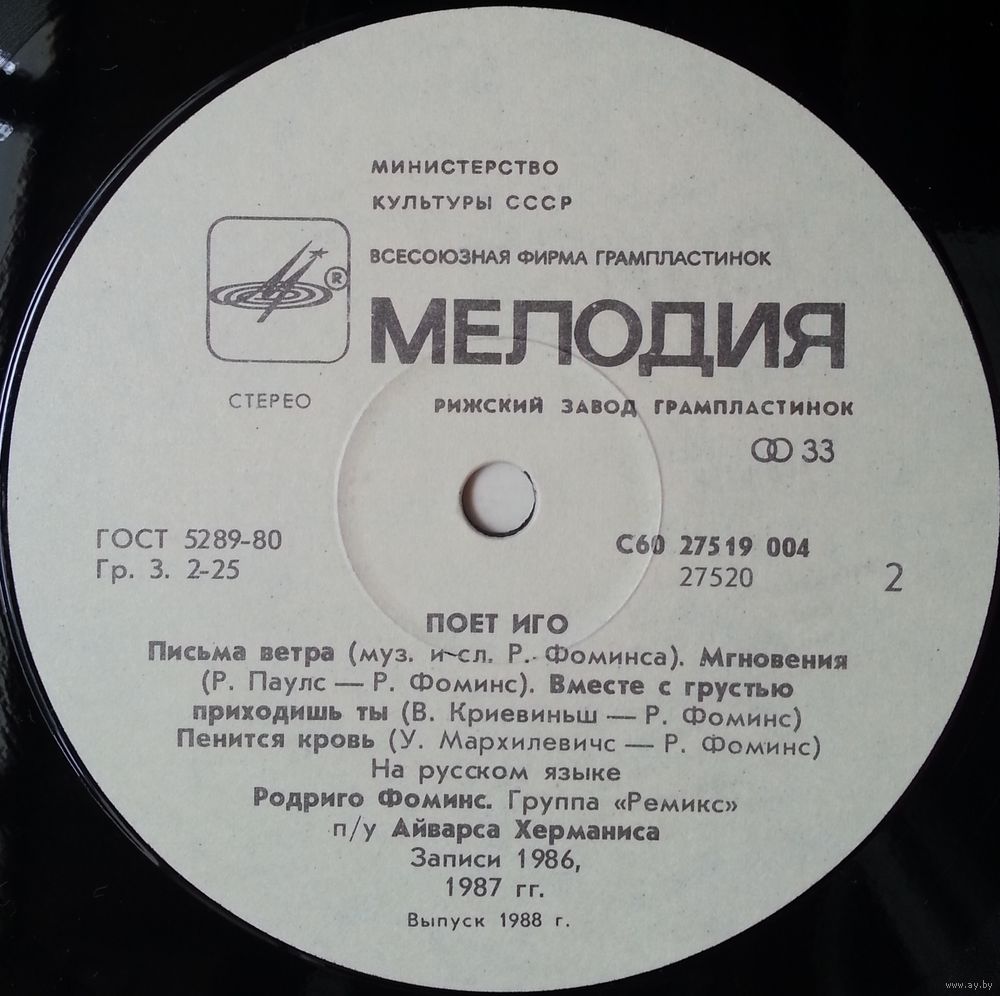 МИНИСТЕРСТВО
КУЛЬТУРЫ СССР
ВСЕСОЮЗНАЯ ФИРМА ГРАМПЛАСТИНОК
®
МЕЛОДИЯ
СТЕРЕО
РИЖСКИЙ ЗАВОД ГРАМПЛАСТИНОК
33
ГОСТ 5289-80
Гр. 3. 2-25
С60 27519 004
27520
2
ПОЕТ ИГО
Письма ветра (муз. и сл. Р. Фоминса). Мгновения
(Р. Паулс — Р. Фоминс). Вместе с грустью
приходишь ты (В. Криевиньш — Р. Фоминс)
Пенится кровь (У. Мархилевичс — Р. Фоминс)
На русском языке
Родриго Фоминс. Группа «Ремикс»
п/у Айварса Херманиса
Записи 1986,
1987 гг.
Выпуск 1988 г.
www.ay.by